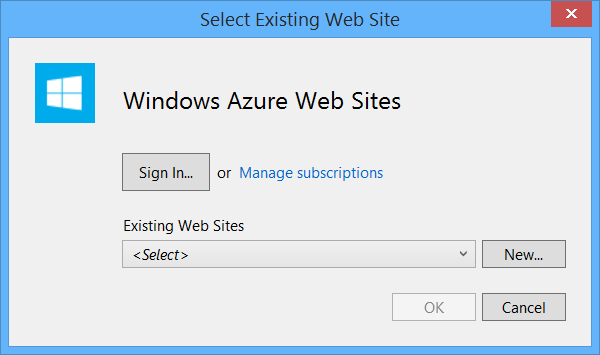 Select Existing Web Site
Windows Azure Web Sites
Sign In... or Manage subscriptions
Existing Web Sites
<Select> New...
OK Cancel